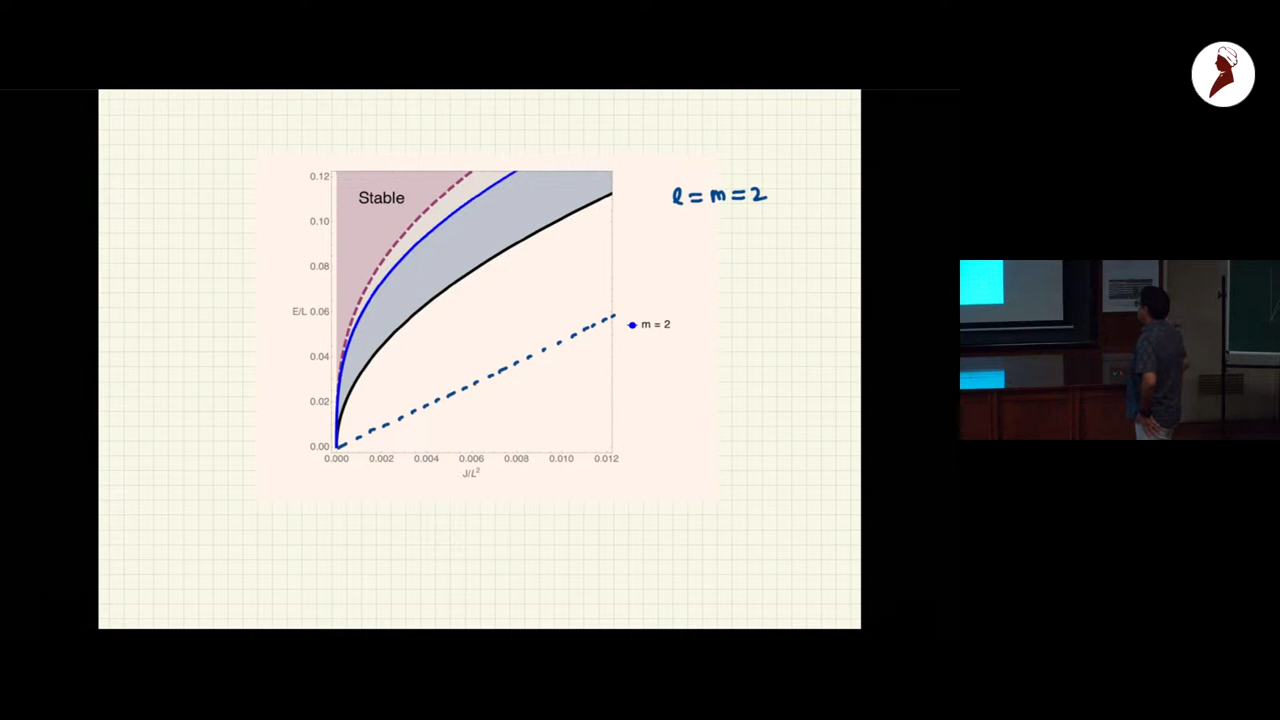 0.12
Stable
ℓ = m = 2
0.10
0.08
E/L 0.06
m = 2
0.04
0.02
0.00
0.000 0.002 0.004 0.006 0.008 0.010 0.012
J/L²